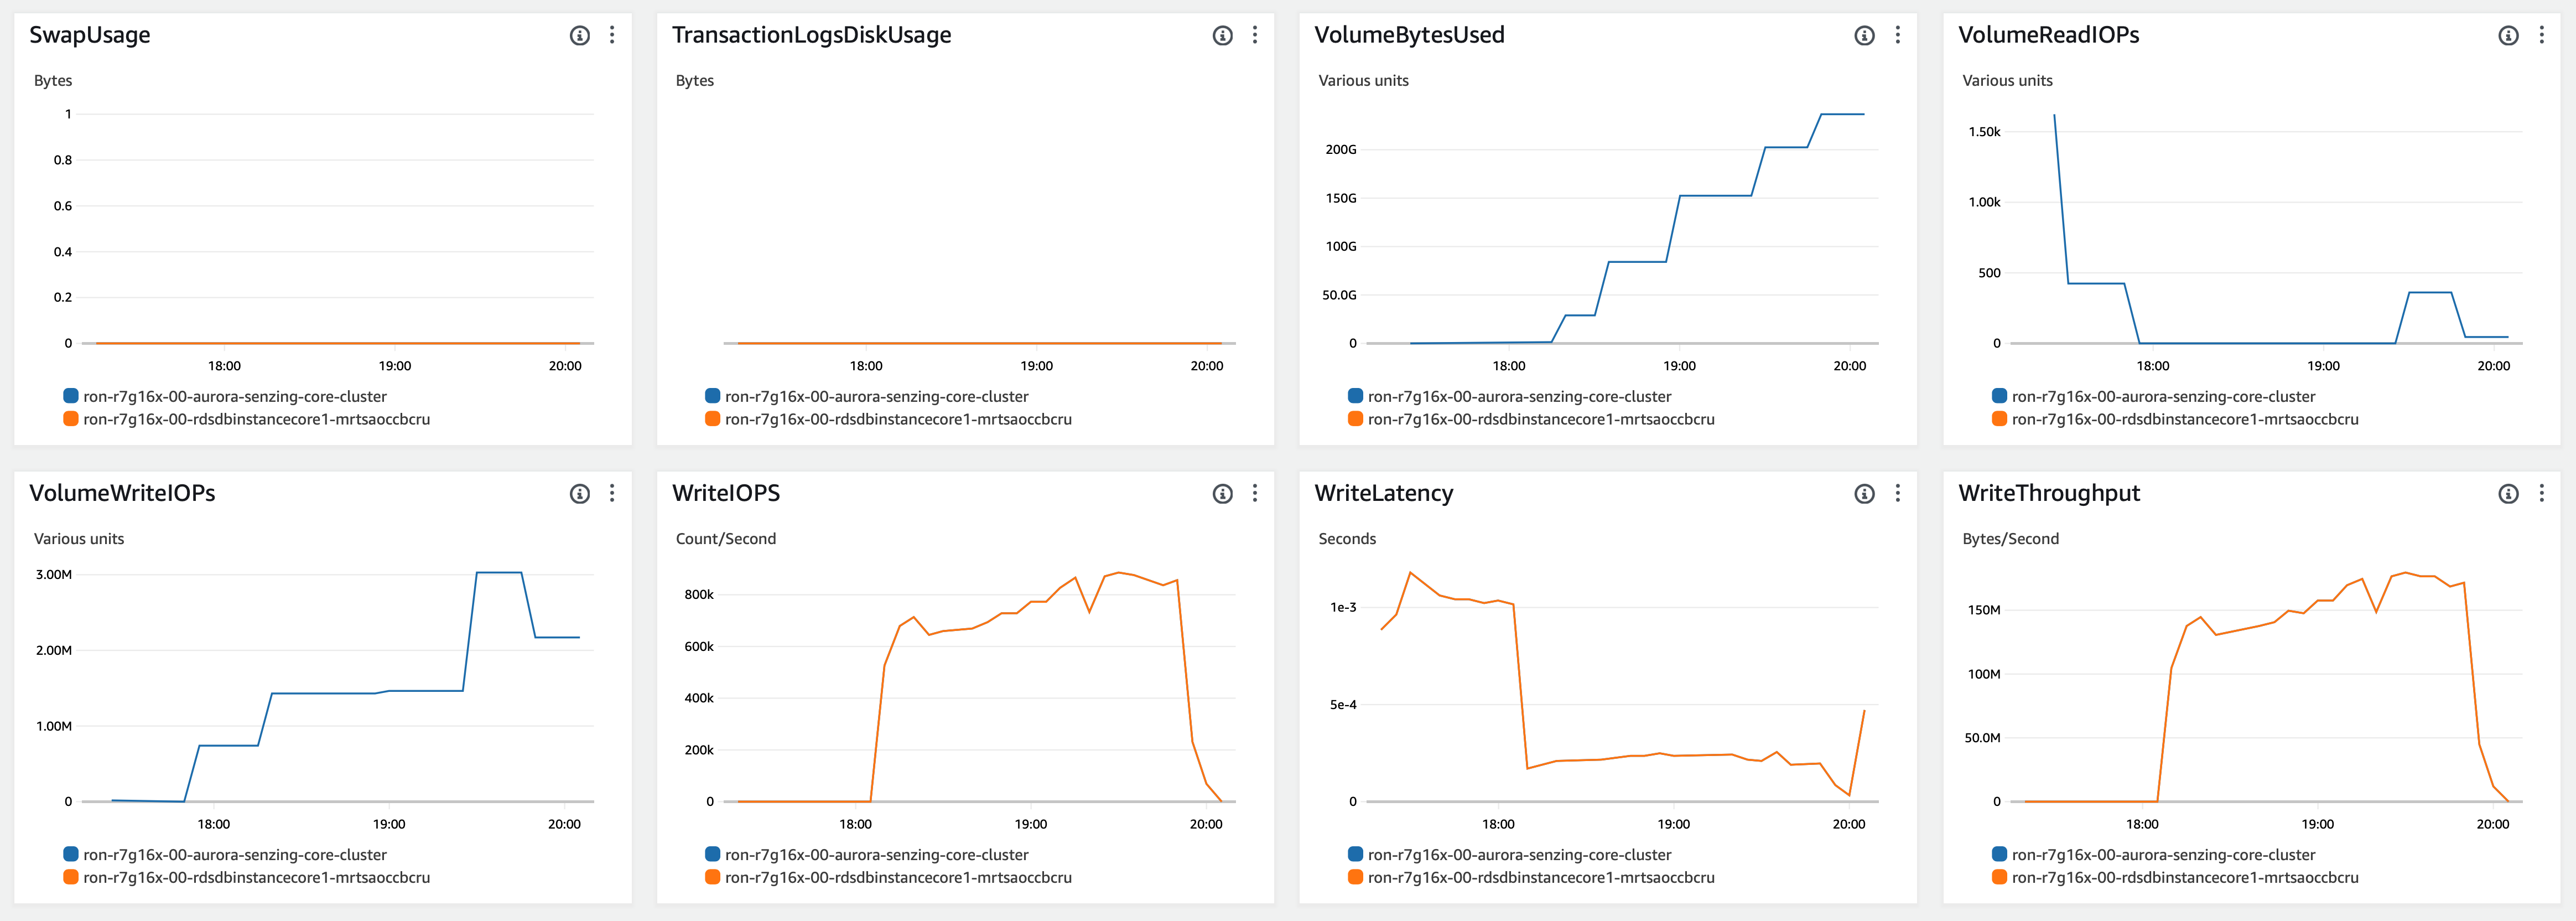 SwapUsage
Bytes
1
0.8
0.6
0.4
0.2
0
18:00 19:00 20:00
ron-r7g16x-00-aurora-senzing-core-cluster
ron-r7g16x-00-rdsdbinstancecore1-mrtsaoccbcru
TransactionLogsDiskUsage
Bytes
18:00 19:00 20:00
ron-r7g16x-00-aurora-senzing-core-cluster
ron-r7g16x-00-rdsdbinstancecore1-mrtsaoccbcru
VolumeBytesUsed
Various units
200G
150G
100G
50.0G
0
18:00 19:00 20:00
ron-r7g16x-00-aurora-senzing-core-cluster
ron-r7g16x-00-rdsdbinstancecore1-mrtsaoccbcru
VolumeReadIOPs
Various units
1.50k
1.00k
500
0
18:00 19:00 20:00
ron-r7g16x-00-aurora-senzing-core-cluster
ron-r7g16x-00-rdsdbinstancecore1-mrtsaoccbcru
VolumeWriteIOPs
Various units
3.00M
2.00M
1.00M
0
18:00 19:00 20:00
ron-r7g16x-00-aurora-senzing-core-cluster
ron-r7g16x-00-rdsdbinstancecore1-mrtsaoccbcru
WriteIOPS
Count/Second
800k
600k
400k
200k
0
18:00 19:00 20:00
ron-r7g16x-00-aurora-senzing-core-cluster
ron-r7g16x-00-rdsdbinstancecore1-mrtsaoccbcru
WriteLatency
Seconds
1e-3
5e-4
0
18:00 19:00 20:00
ron-r7g16x-00-aurora-senzing-core-cluster
ron-r7g16x-00-rdsdbinstancecore1-mrtsaoccbcru
WriteThroughput
Bytes/Second
150M
100M
50.0M
0
18:00 19:00 20:00
ron-r7g16x-00-aurora-senzing-core-cluster
ron-r7g16x-00-rdsdbinstancecore1-mrtsaoccbcru